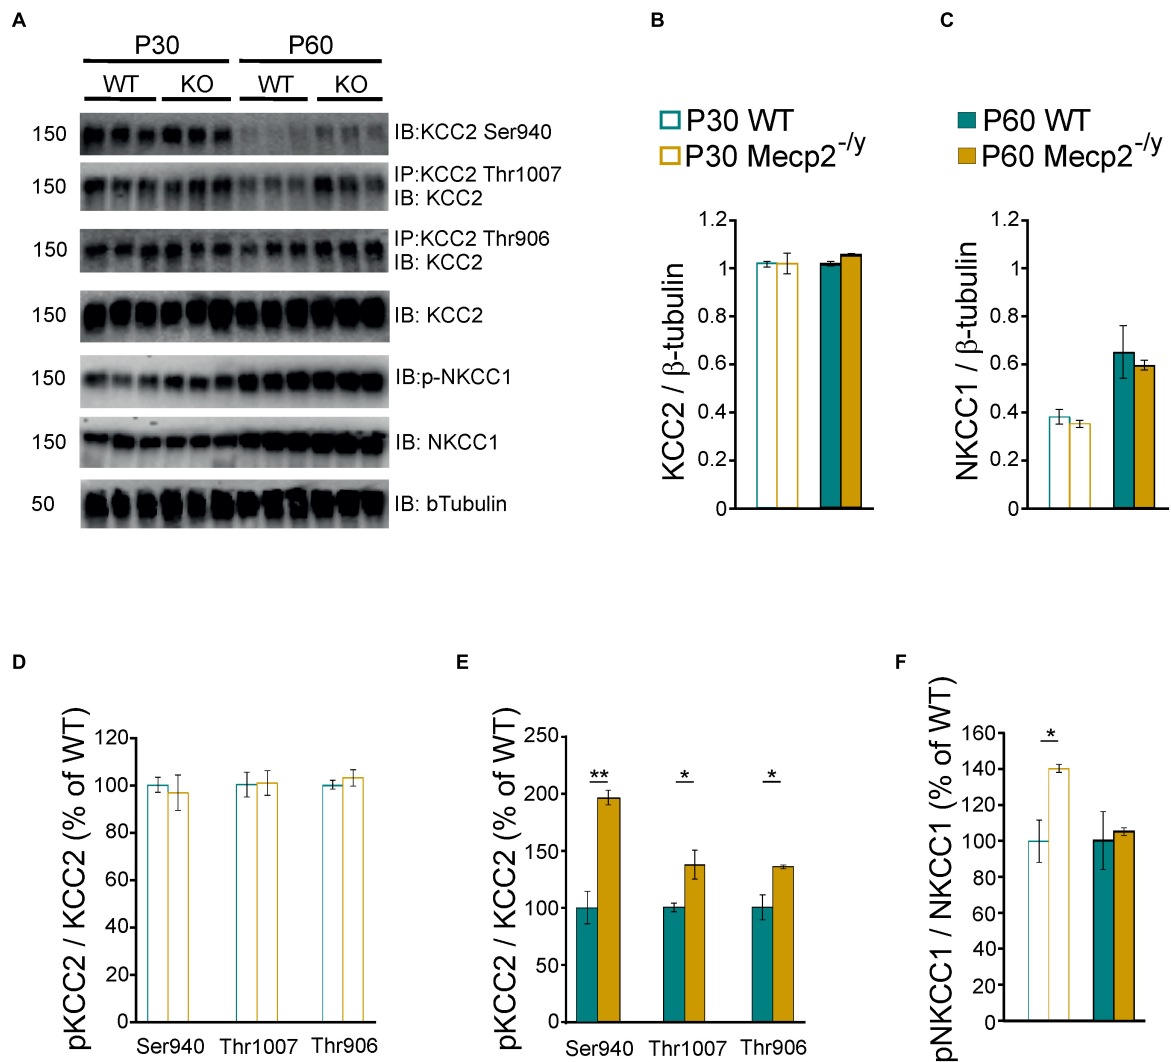 A
P30 P60
WT KO WT KO
150 IB:KCC2 Ser940
150 IP:KCC2 Thr1007
IB: KCC2
150 IP:KCC2 Thr906
IB: KCC2
150 IB: KCC2
150 IB:p-NKCC1
150 IB: NKCC1
50 IB: bTubulin
B
P30 WT
P30 Mecp2-/y
KCC2 / β-tubulin
1.2
1
0.8
0.6
0.4
0.2
0
C
P60 WT
P60 Mecp2-/y
NKCC1 / β-tubulin
1.2
1
0.8
0.6
0.4
0.2
0
D
pKCC2 / KCC2 (% of WT)
120
100
80
60
40
20
0
Ser940 Thr1007 Thr906
E
pKCC2 / KCC2 (% of WT)
250
200
150
100
50
0
** * *
Ser940 Thr1007 Thr906
F
pNKCC1 / NKCC1 (% of WT)
160
140
120
100
80
60
40
20
0
*